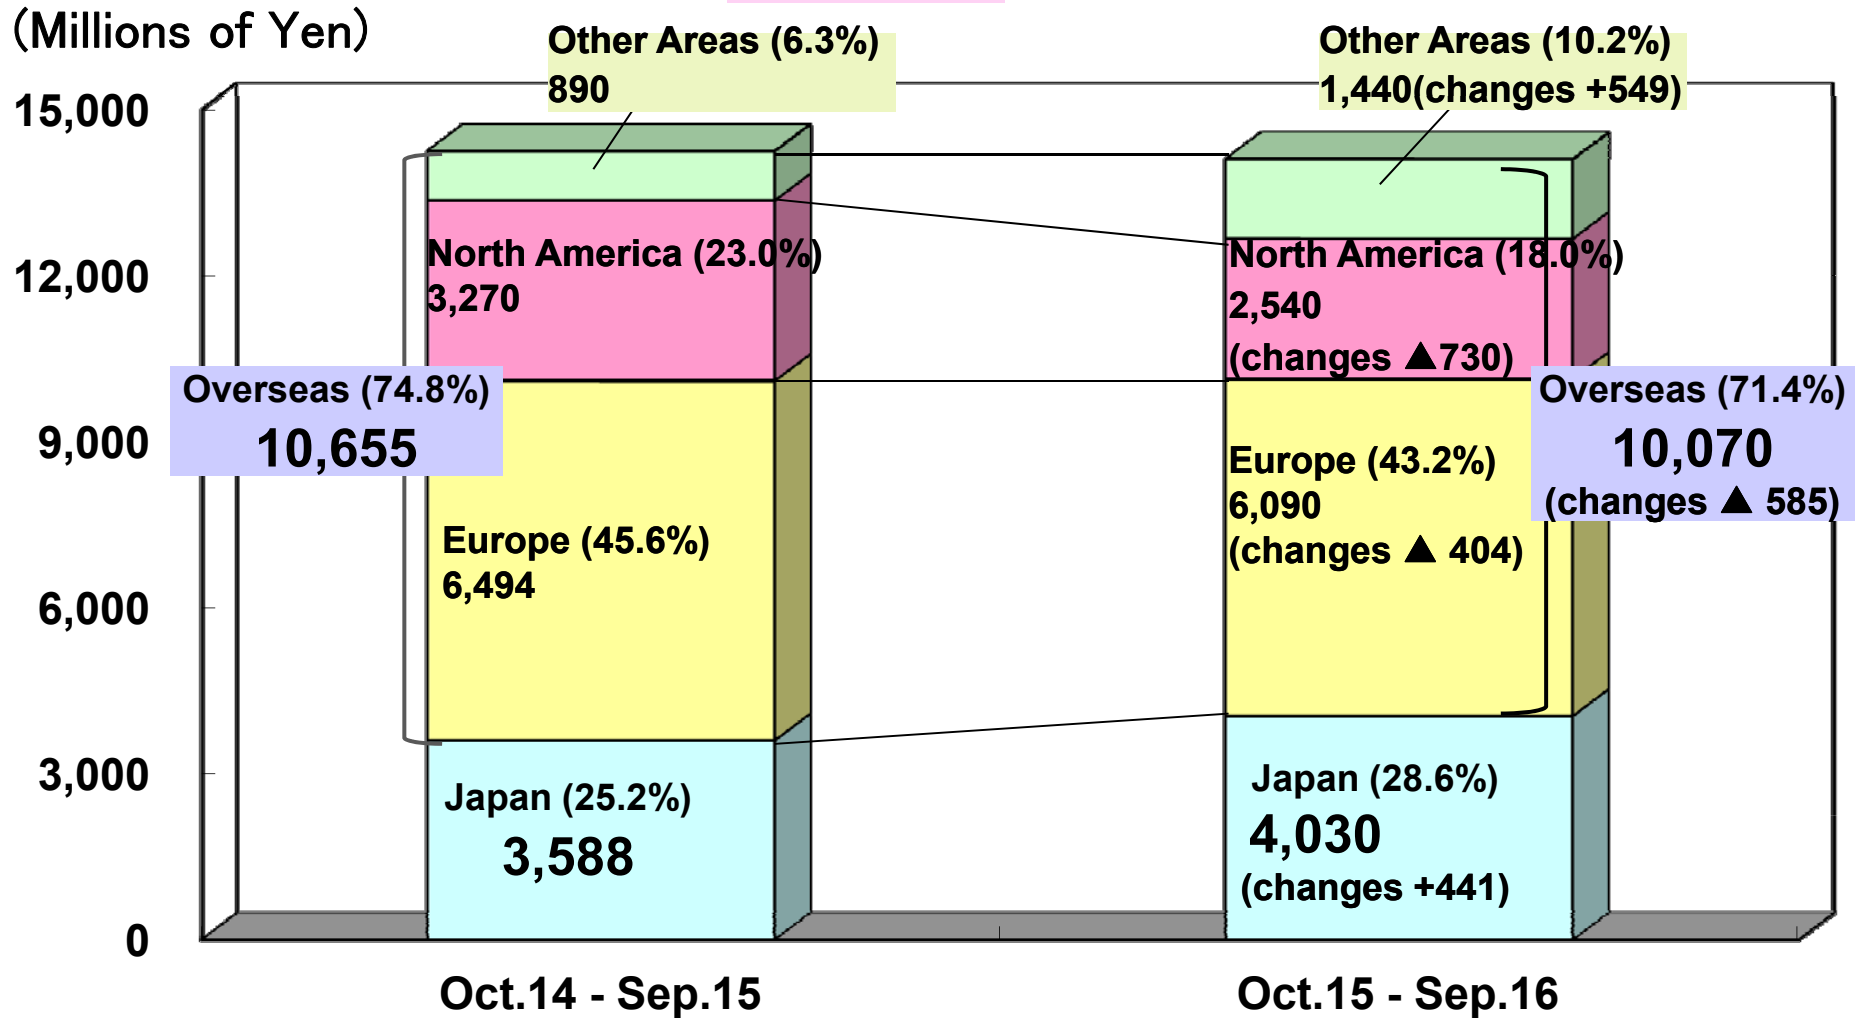 (Millions of Yen)
Other Areas (6.3%)
890
Other Areas (10.2%)
1,440(changes +549)
15,000
12,000
9,000
6,000
3,000
0
North America (23.0%)
3,270
North America (18.0%)
2,540
(changes ▲730)
Overseas (74.8%)
10,655
Overseas (71.4%)
10,070
(changes ▲ 585)
Europe (45.6%)
6,494
Europe (43.2%)
6,090
(changes ▲ 404)
Japan (25.2%)
3,588
Japan (28.6%)
4,030
(changes +441)
Oct.14 - Sep.15
Oct.15 - Sep.16